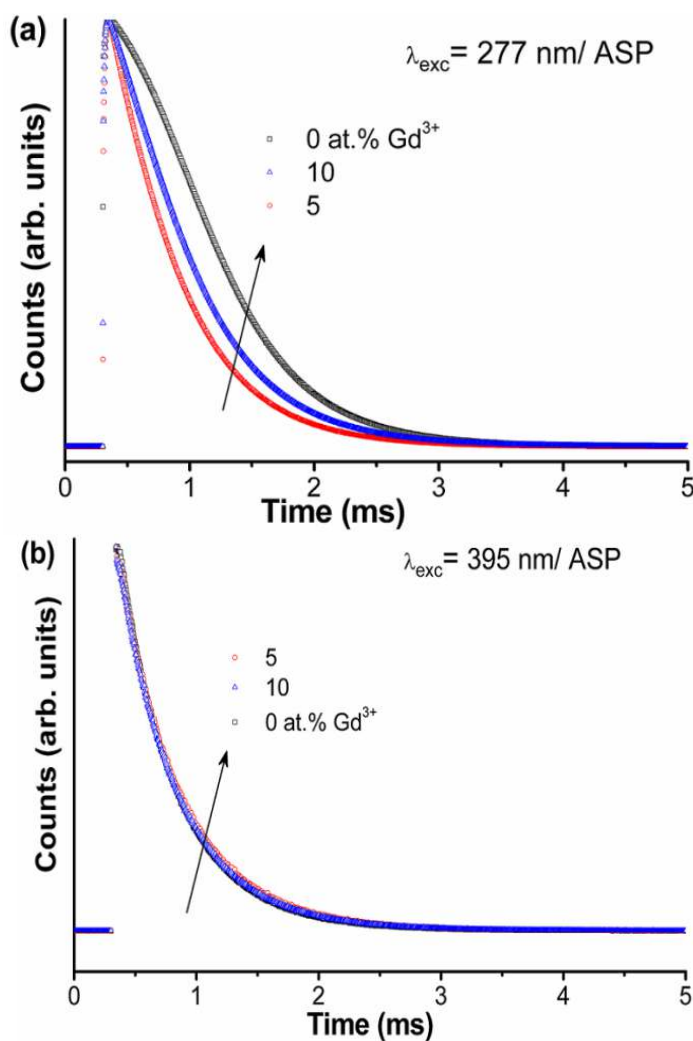 (a)
λexc= 277 nm/ ASP
0 at.% Gd³⁺
10
5
Counts (arb. units)
0 1 2 3 4 5
Time (ms)
(b)
λexc= 395 nm/ ASP
5
10
0 at.% Gd³⁺
Counts (arb. units)
0 1 2 3 4 5
Time (ms)